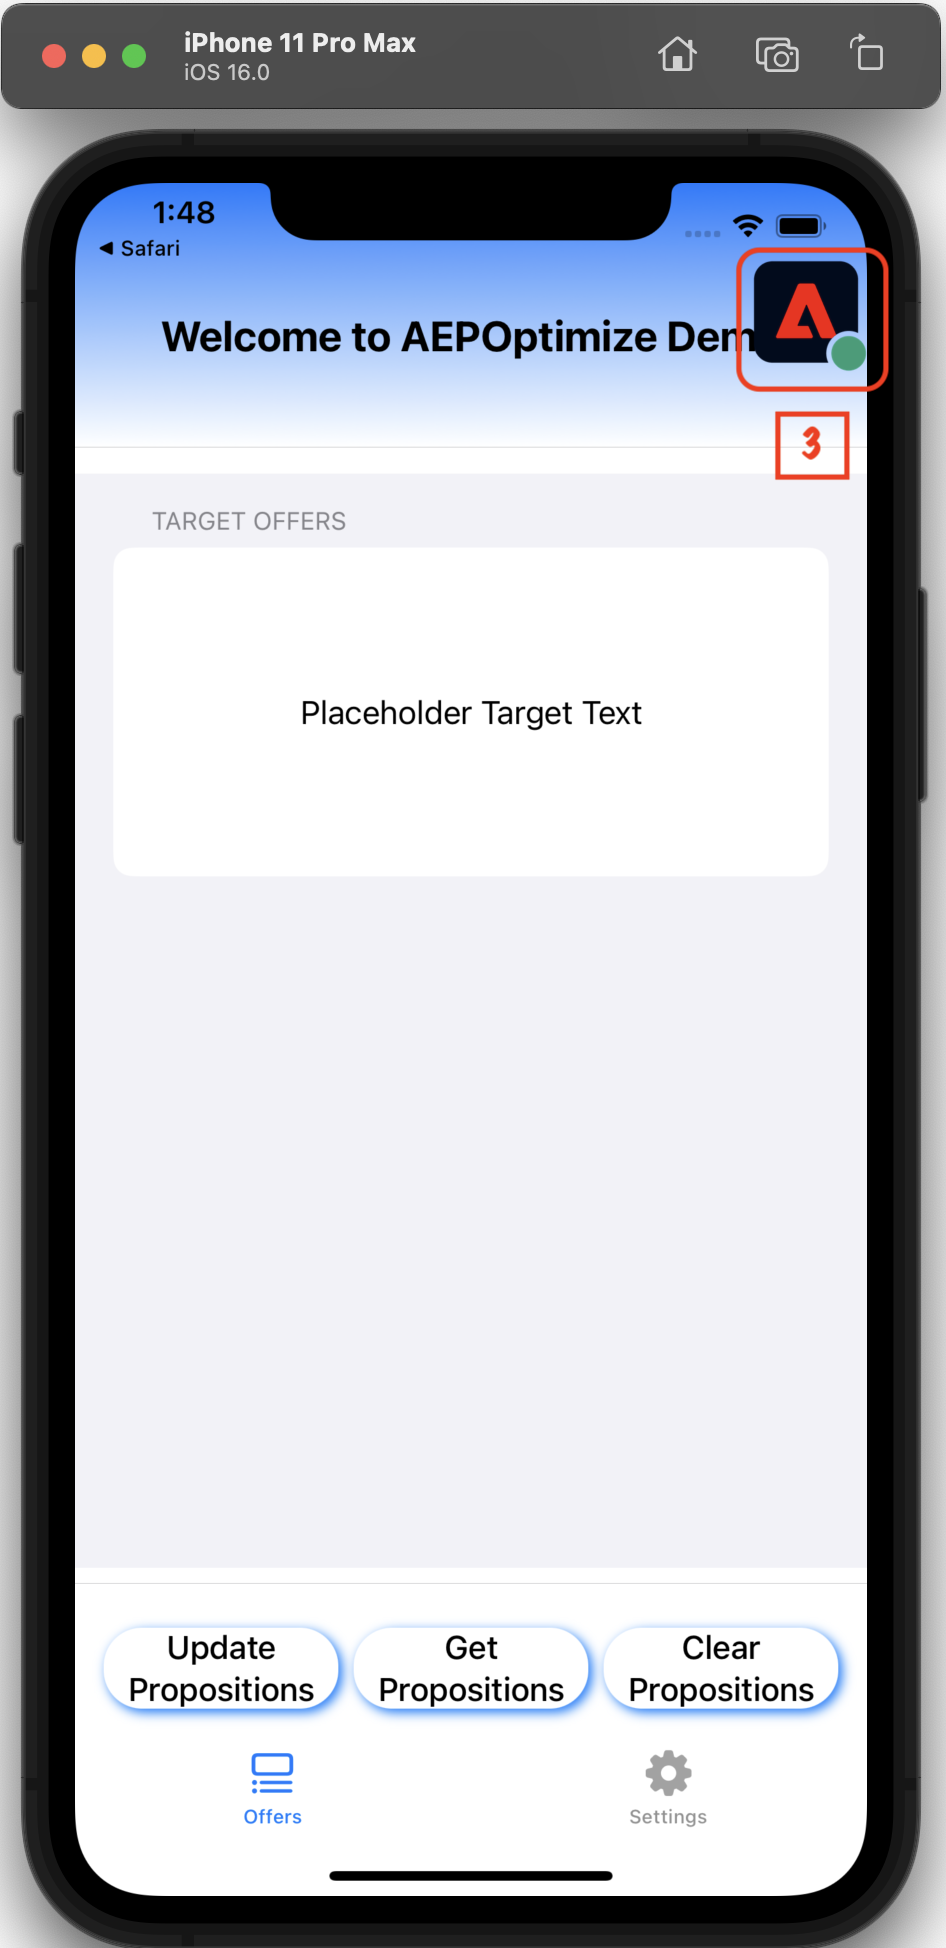 iPhone 11 Pro Max
iOS 16.0
1:48
◀ Safari
Welcome to AEPOptimize Dem
3
TARGET OFFERS
Placeholder Target Text
Update
Propositions
Get
Propositions
Clear
Propositions
Offers
Settings